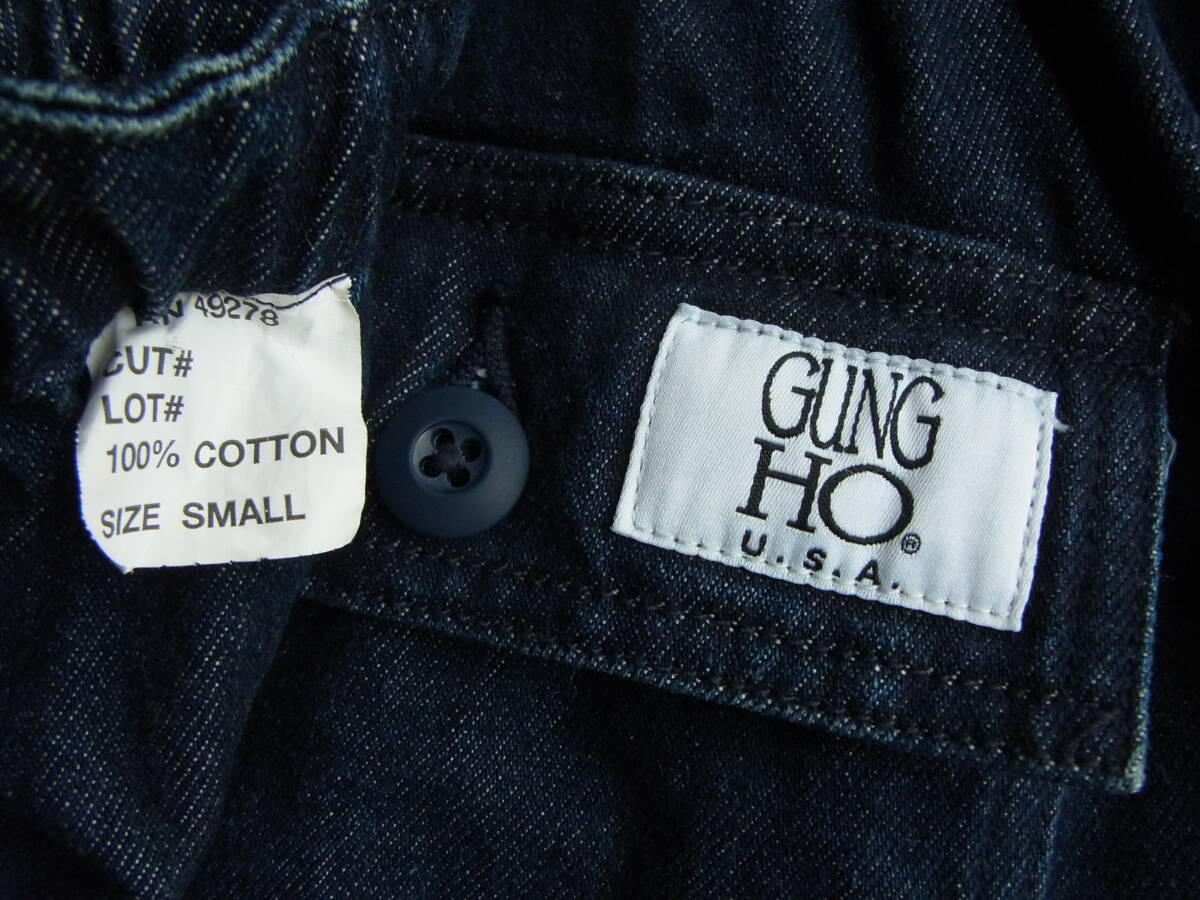 49278
CUT#
LOT#
100% COTTON
SIZE SMALL
GUNG
HO®
U.S.A.